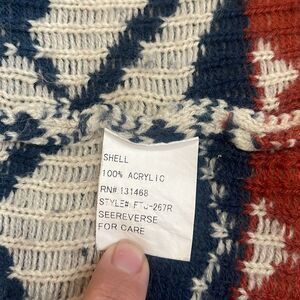 SHELL
100% ACRYLIC
RN# 131468
STYLE# FTJ-267R
SEEREVERSE
FOR CARE